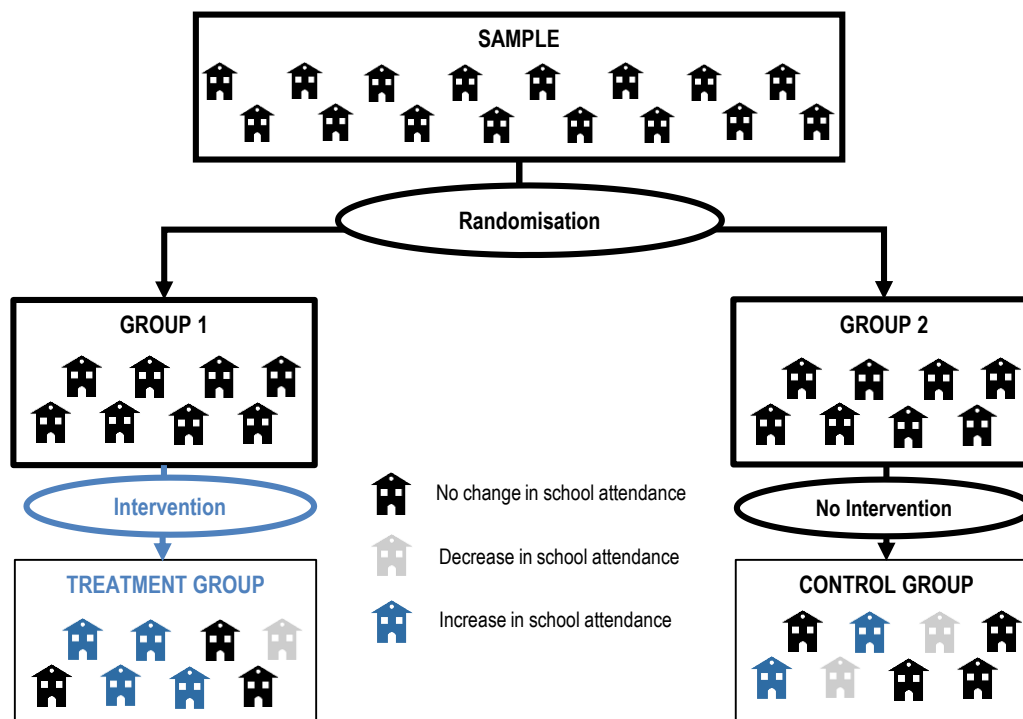 SAMPLE
Randomisation
GROUP 1
GROUP 2
Intervention
No change in school attendance
No Intervention
Decrease in school attendance
TREATMENT GROUP
CONTROL GROUP
Increase in school attendance